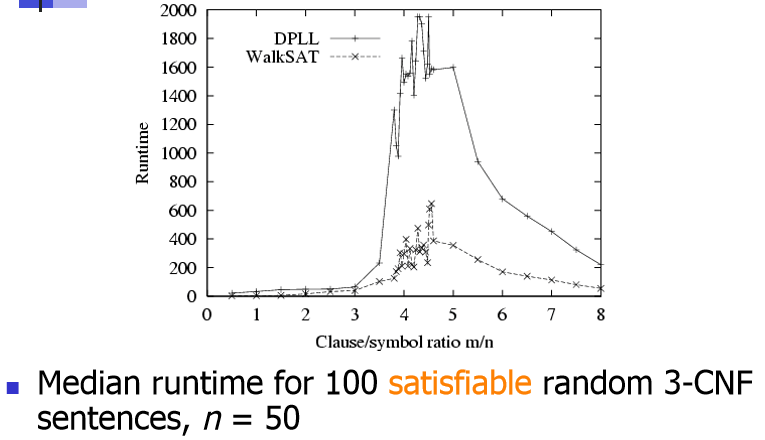 2000
1800
1600
1400
1200
1000
800
600
400
200
0
Runtime
DPLL
WalkSAT
0 1 2 3 4 5 6 7 8
Clause/symbol ratio m/n
Median runtime for 100 satisfiable random 3-CNF
sentences, n = 50